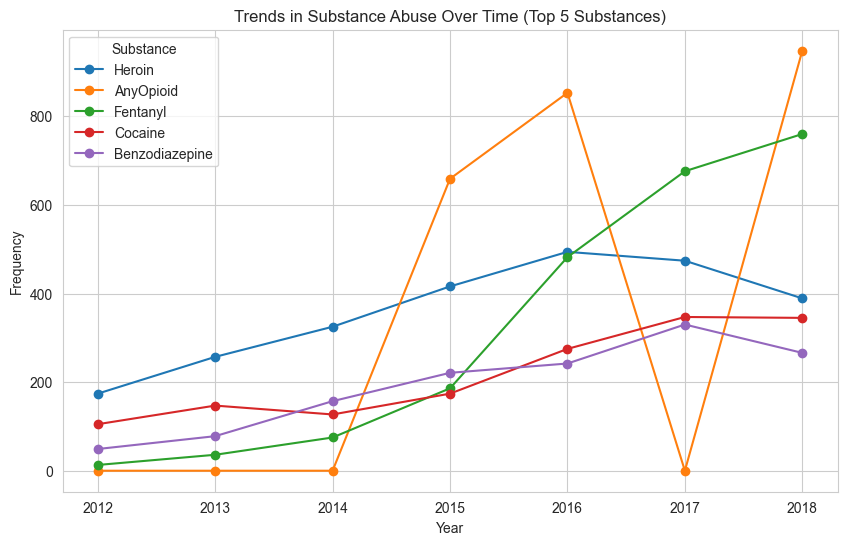 Trends in Substance Abuse Over Time (Top 5 Substances)
Substance
Heroin
AnyOpioid
Fentanyl
Cocaine
Benzodiazepine
Frequency
800
600
400
200
0
2012 2013 2014 2015 2016 2017 2018
Year